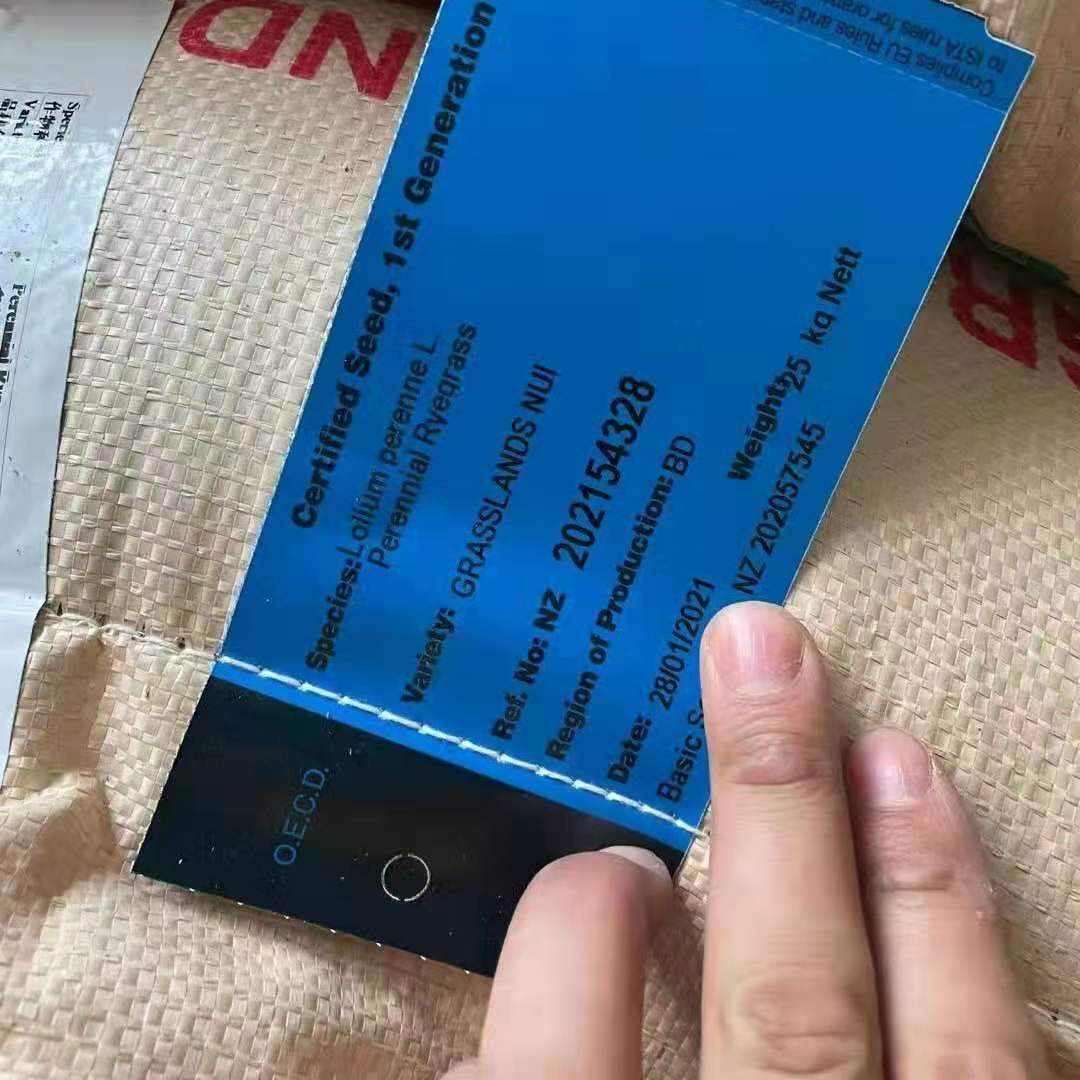 Complies EU Rules and
to ISTA rules for
Certified Seed, 1st Generation
Species: Lolium perenne L
Perennial Ryegrass
Variety: GRASSLANDS NUI
Ref. No: NZ 202154328
Region of Production: BD
Date: 28/01/2021
Weight: 25 kg Nett
Basic
NZ 202057545
O.E.C.D.
ND
Perennial